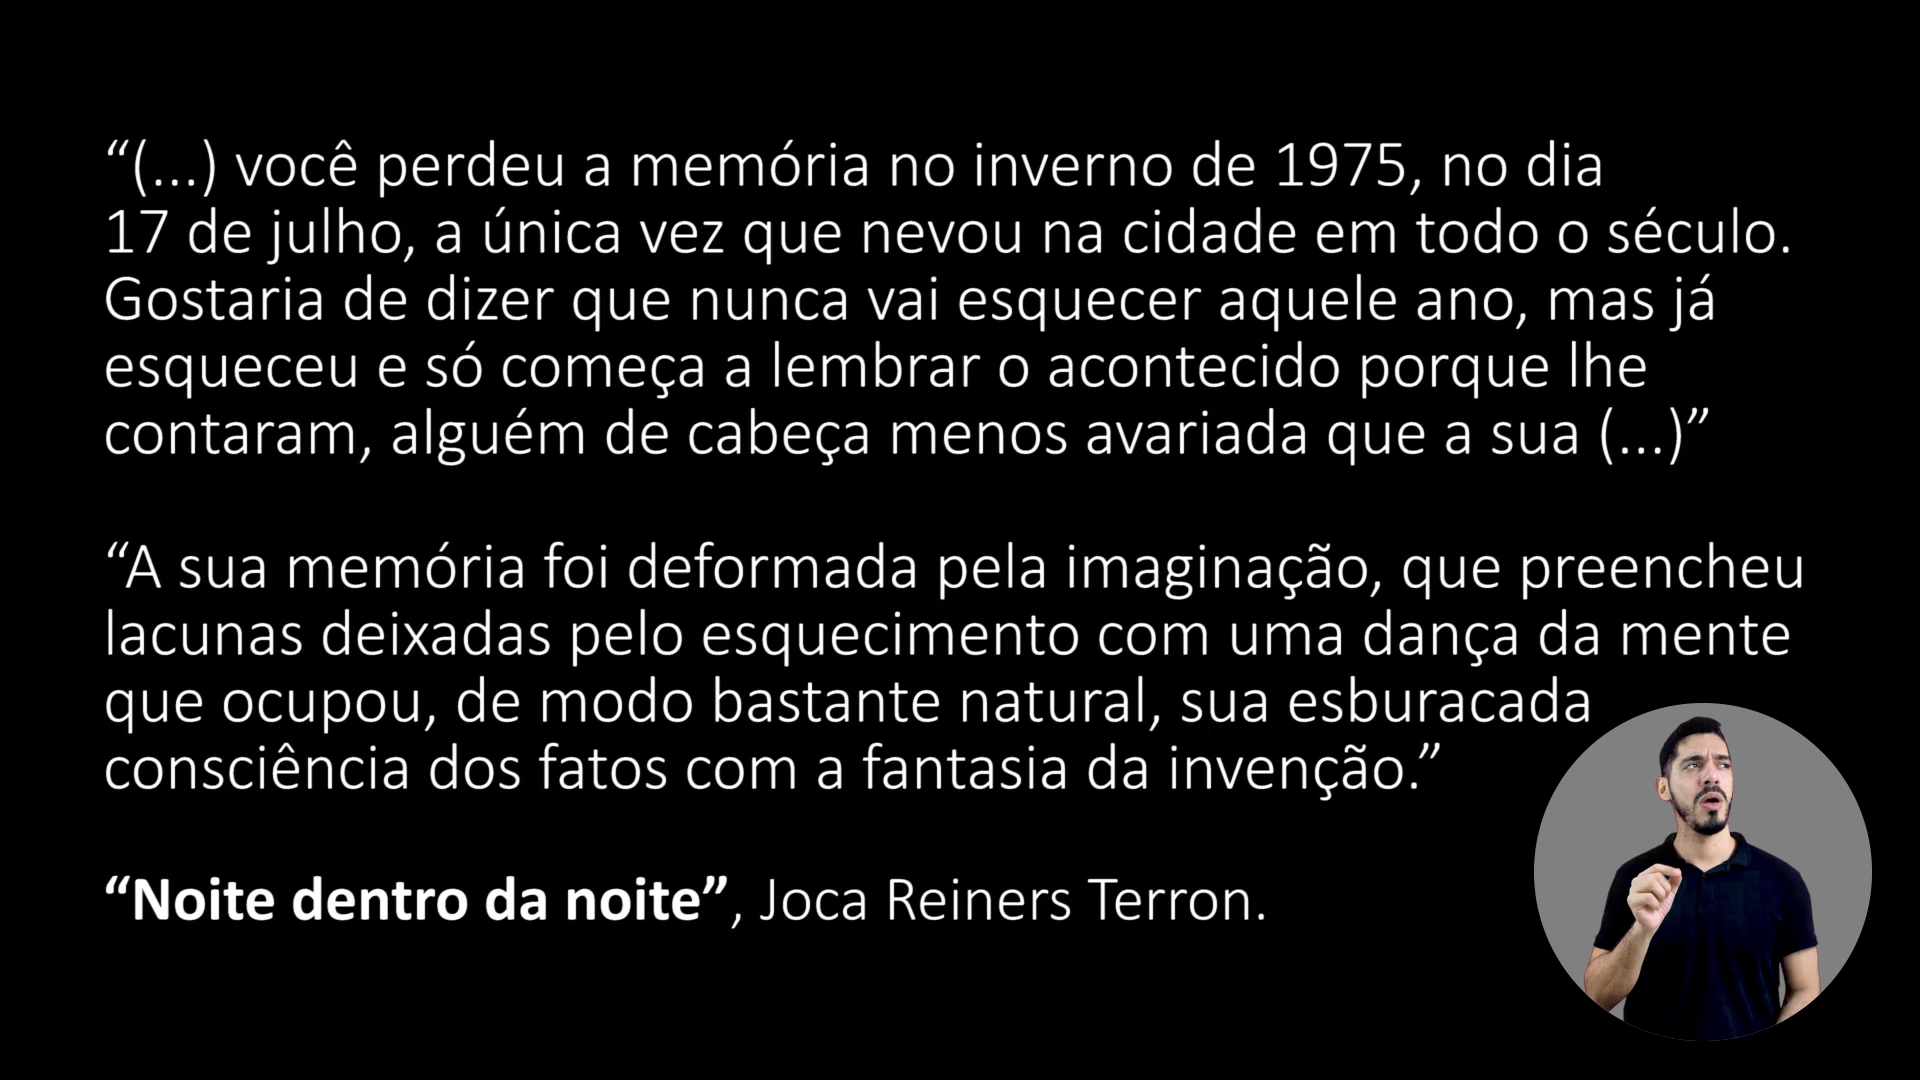 “(...) você perdeu a memória no inverno de 1975, no dia
17 de julho, a única vez que nevou na cidade em todo o século.
Gostaria de dizer que nunca vai esquecer aquele ano, mas já
esqueceu e só começa a lembrar o acontecido porque lhe
contaram, alguém de cabeça menos avariada que a sua (...)”
“A sua memória foi deformada pela imaginação, que preencheu
lacunas deixadas pelo esquecimento com uma dança da mente
que ocupou, de modo bastante natural, sua esburacada
consciência dos fatos com a fantasia da invenção.”
“Noite dentro da noite”, Joca Reiners Terron.